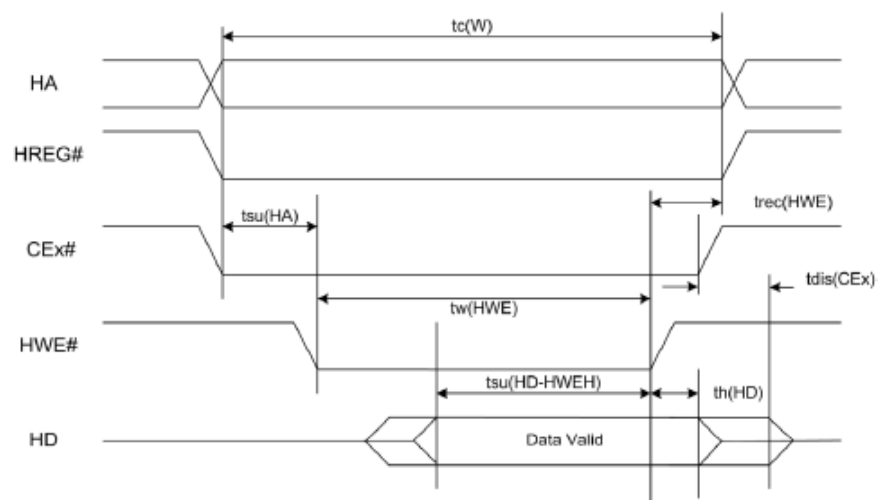 tc(W)
HA
HREG#
tsu(HA)
trec(HWE)
CEx#
tdis(CEx)
tw(HWE)
HWE#
tsu(HD-HWEH)
th(HD)
HD
Data Valid